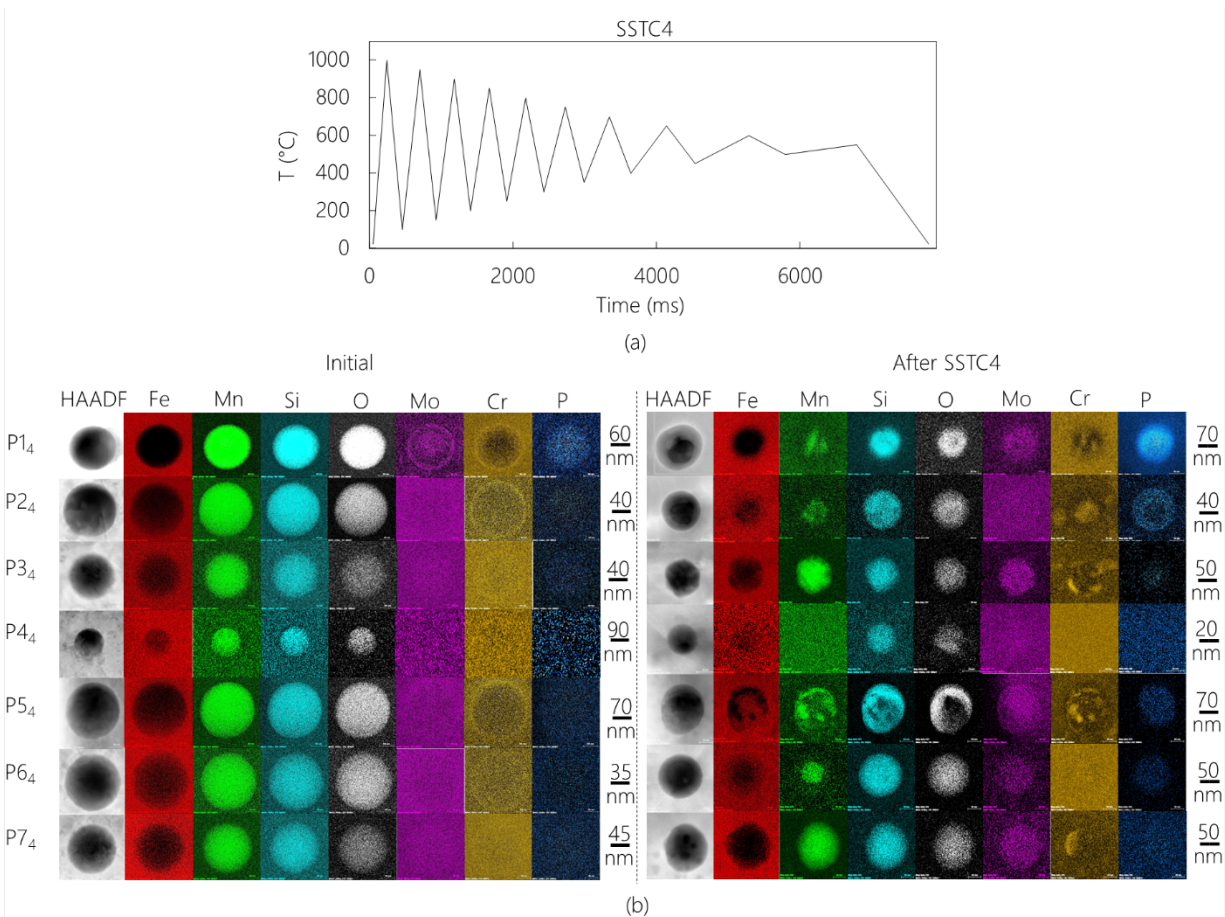 SSTC4
1000
800
600
400
200
0
T (°C)
0 2000 4000 6000
Time (ms)
(a)
Initial After SSTC4
HAADF Fe Mn Si O Mo Cr P HAADF Fe Mn Si O Mo Cr P
P1₄ 60 nm 70 nm
P2₄ 40 nm 40 nm
P3₄ 40 nm 50 nm
P4₄ 90 nm 20 nm
P5₄ 70 nm 70 nm
P6₄ 35 nm 50 nm
P7₄ 45 nm 50 nm
(b)